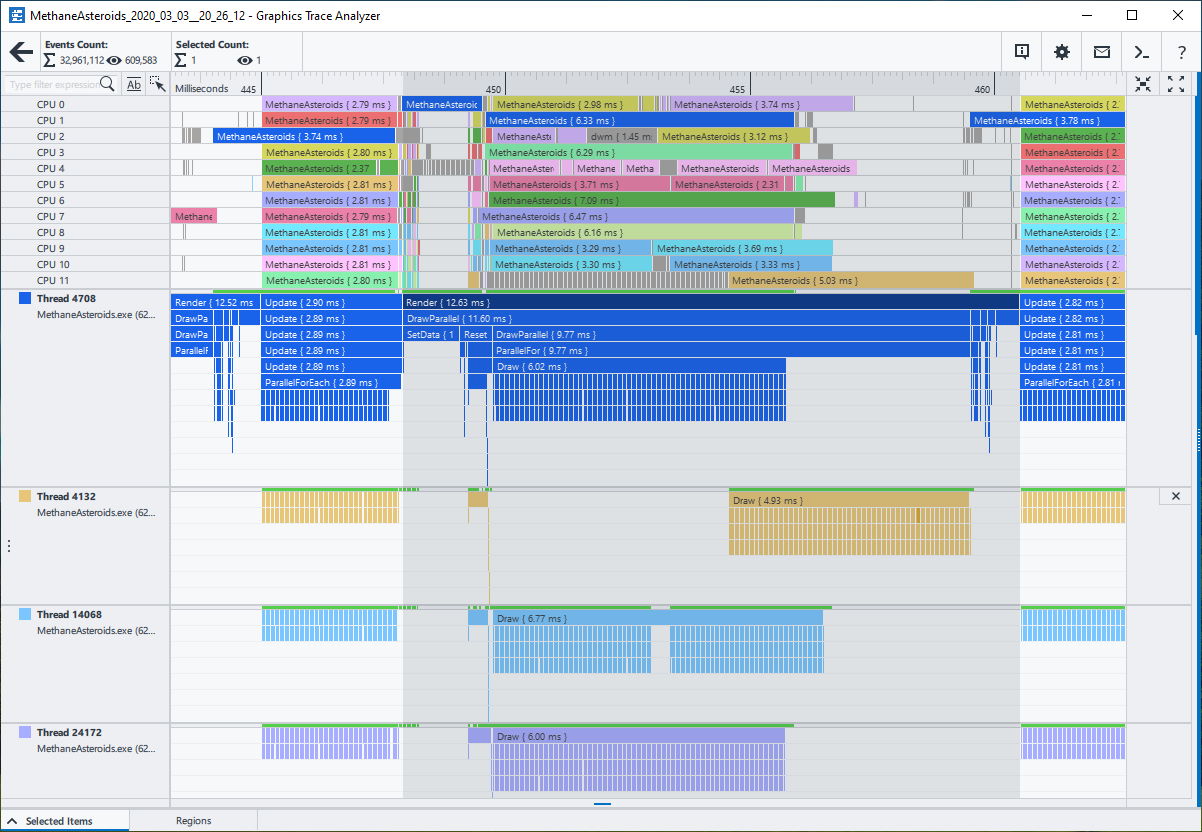 MethaneAsteroids_2020_03_03__20_26_12 - Graphics Trace Analyzer
Events Count:
32,961,112 609,583
Selected Count:
1 1
Type filter expression Ab
Milliseconds 445 450 455 460
CPU 0 MethaneAsteroids { 2.79 ms } MethaneAsteroic MethaneAsteroids { 2.98 ms } MethaneAsteroids { 3.74 ms } MethaneAsteroids { 2.
CPU 1 MethaneAsteroids { 2.79 ms } MethaneAsteroids { 6.33 ms } MethaneAsteroids { 3.78 ms } MethaneAsteroids { 2.
CPU 2 MethaneAsteroids { 3.74 ms } MethaneAste dwm { 1.45 m MethaneAsteroids { 3.12 ms } MethaneAsteroids { 2.7
CPU 3 MethaneAsteroids { 2.80 ms } MethaneAsteroids { 6.29 ms } MethaneAsteroids { 2.
CPU 4 MethaneAsteroids { 2.37 MethaneAster Methane Metha MethaneAsteroids MethaneAsteroids MethaneAsteroids { 2.
CPU 5 MethaneAsteroids { 2.81 ms } MethaneAsteroids { 3.71 ms } MethaneAsteroids { 2.31 MethaneAsteroids { 2.
CPU 6 MethaneAsteroids { 2.81 ms } MethaneAsteroids { 7.09 ms } MethaneAsteroids { 2.7
CPU 7 Methane MethaneAsteroids { 2.79 ms } MethaneAsteroids { 6.47 ms } MethaneAsteroids { 2.
CPU 8 MethaneAsteroids { 2.81 ms } MethaneAsteroids { 6.16 ms } MethaneAsteroids { 2.7
CPU 9 MethaneAsteroids { 2.81 ms } MethaneAsteroids { 3.29 ms } MethaneAsteroids { 3.69 ms } MethaneAsteroids { 2.
CPU 10 MethaneAsteroids { 2.81 ms } MethaneAsteroids { 3.30 ms } MethaneAsteroids { 3.33 ms } MethaneAsteroids { 2.
CPU 11 MethaneAsteroids { 2.80 ms } MethaneAsteroids { 5.03 ms } MethaneAsteroids { 2.
Thread 4708
MethaneAsteroids.exe (62...
Render { 12.52 ms Update { 2.90 ms } Render { 12.63 ms } Update { 2.82 ms }
DrawPa Update { 2.89 ms } DrawParallel { 11.60 ms } Update { 2.82 ms }
DrawPa Update { 2.89 ms } SetData { 1 Reset DrawParallel { 9.77 ms } Update { 2.81 ms }
ParallelF Update { 2.89 ms } ParallelFor { 9.77 ms } Update { 2.81 ms }
Update { 2.89 ms } Draw { 6.02 ms } Update { 2.81 ms }
ParallelForEach { 2.89 ms } ParallelForEach { 2.81 m
Thread 4132
MethaneAsteroids.exe (62...
Draw { 4.93 ms }
Thread 14068
MethaneAsteroids.exe (62...
Draw { 6.77 ms }
Thread 24172
MethaneAsteroids.exe (62...
Draw { 6.00 ms }
Selected Items Regions